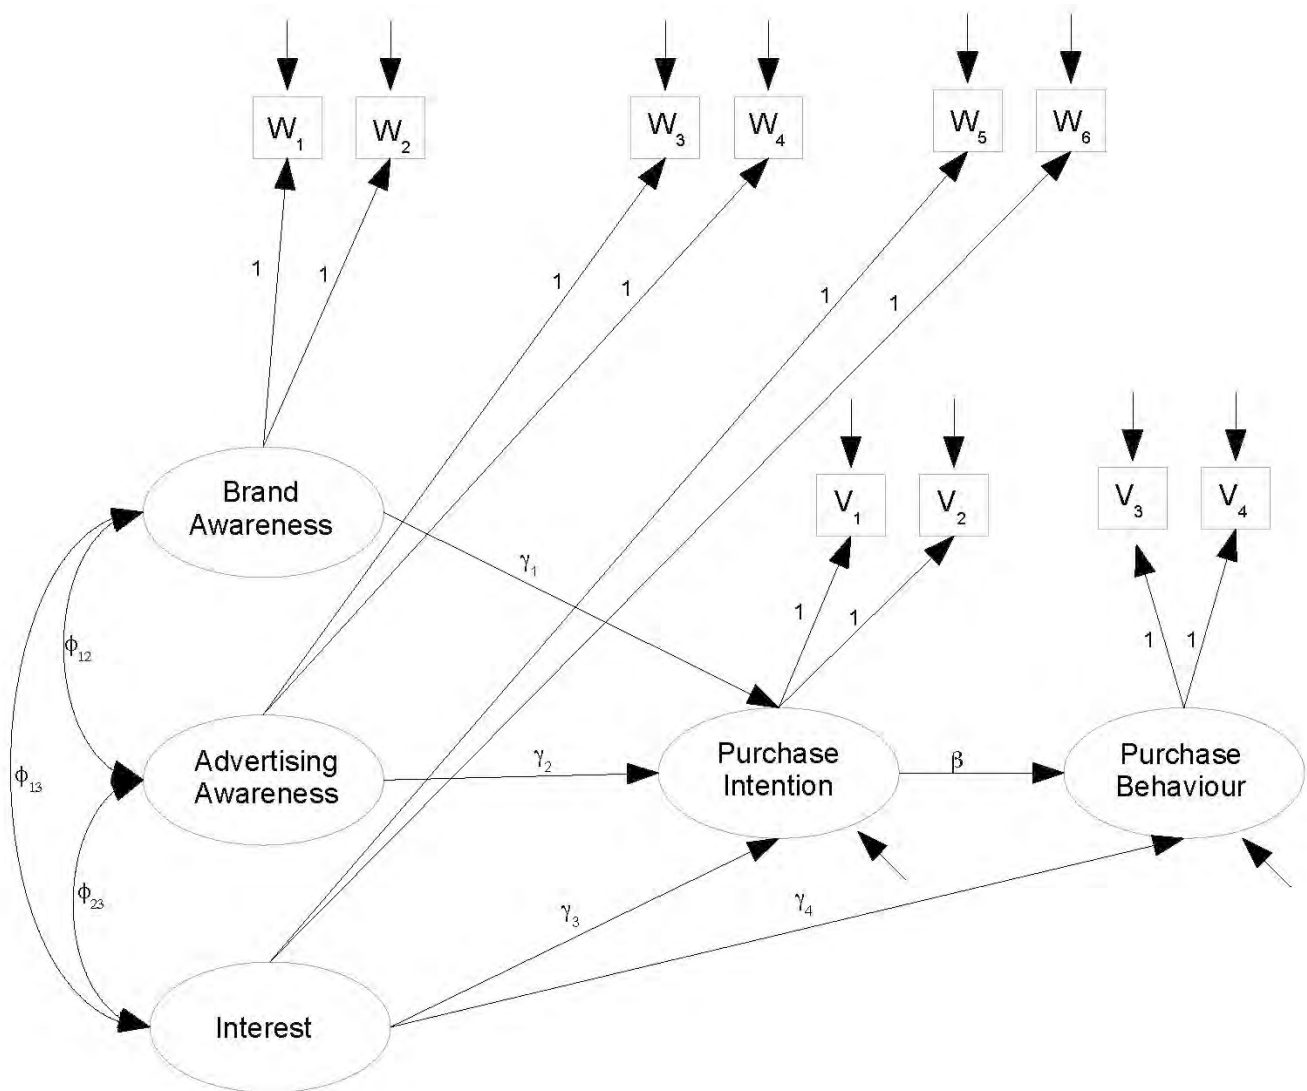 W₁ W₂ W₃ W₄ W₅ W₆
1 1 1 1 1 1
Brand
Awareness
V₁ V₂ V₃ V₄
γ₁
1 1 1 1
ϕ₁₂
Advertising
Awareness
γ₂
Purchase
Intention
β
Purchase
Behaviour
ϕ₁₃
ϕ₂₃
γ₃
γ₄
Interest